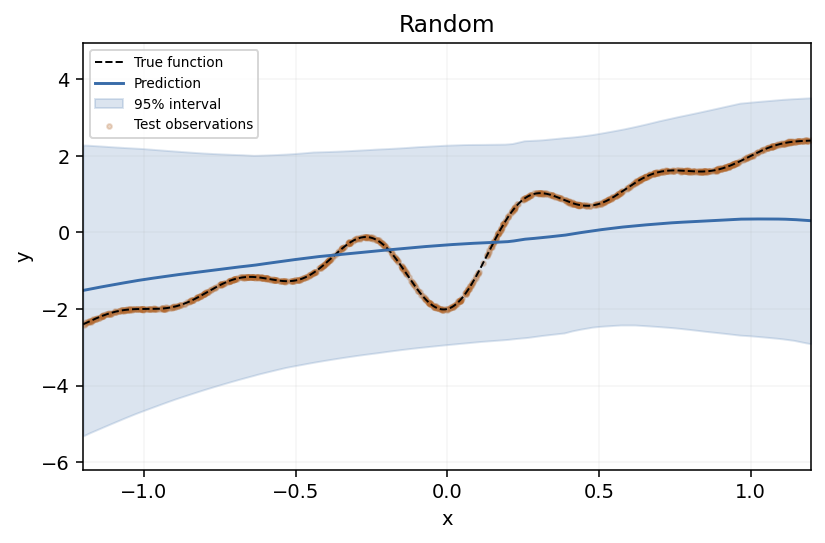 Random
True function
Prediction
95% interval
Test observations
y
4
2
0
−2
−4
−6
−1.0
−0.5
0.0
0.5
1.0
x